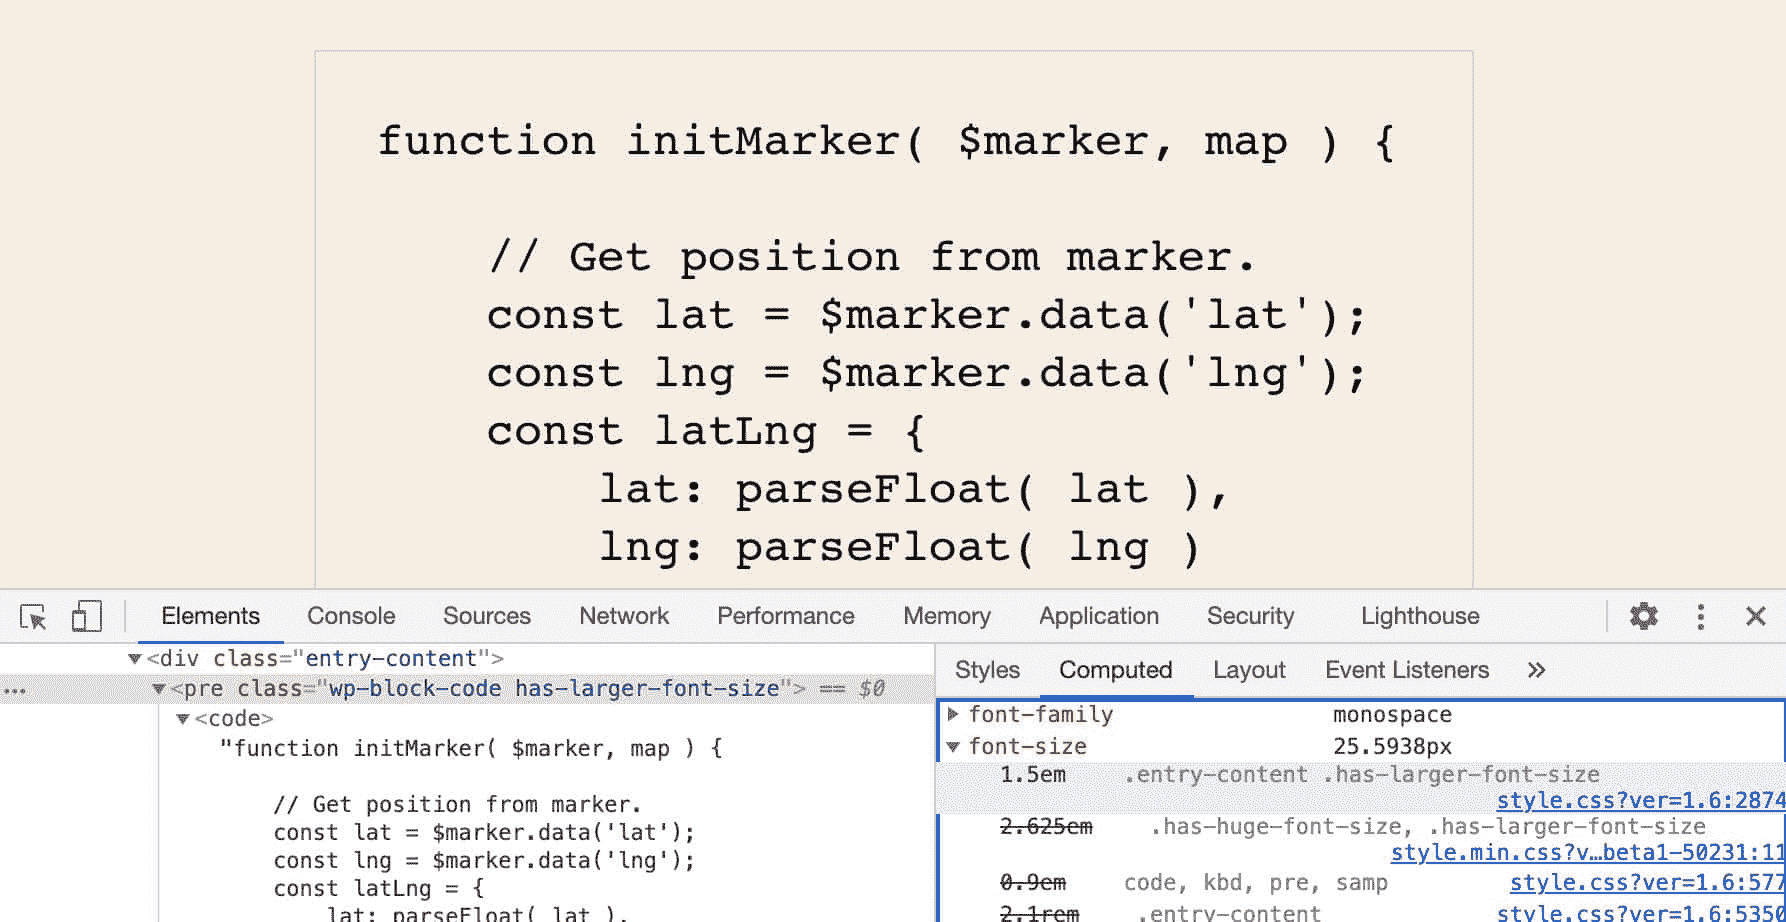 function initMarker( $marker, map ) {
// Get position from marker.
const lat = $marker.data('lat');
const lng = $marker.data('lng');
const latLng = {
lat: parseFloat( lat ),
lng: parseFloat( lng )
Elements Console Sources Network Performance Memory Application Security Lighthouse
<div class="entry-content">
... <pre class="wp-block-code has-larger-font-size"> == $0
<code>
"function initMarker( $marker, map ) {
// Get position from marker.
const lat = $marker.data('lat');
const lng = $marker.data('lng');
const latLng = {
lat: parseFloat( lat ),
Styles Computed Layout Event Listeners »
font-family monospace
font-size 25.5938px
1.5em .entry-content .has-larger-font-size
style.css?ver=1.6:2874
2.625em .has-huge-font-size, .has-larger-font-size
style.min.css?v…beta1-50231:11
0.9em code, kbd, pre, samp style.css?ver=1.6:577
2.1rem .entry-content style.css?ver=1.6:5350